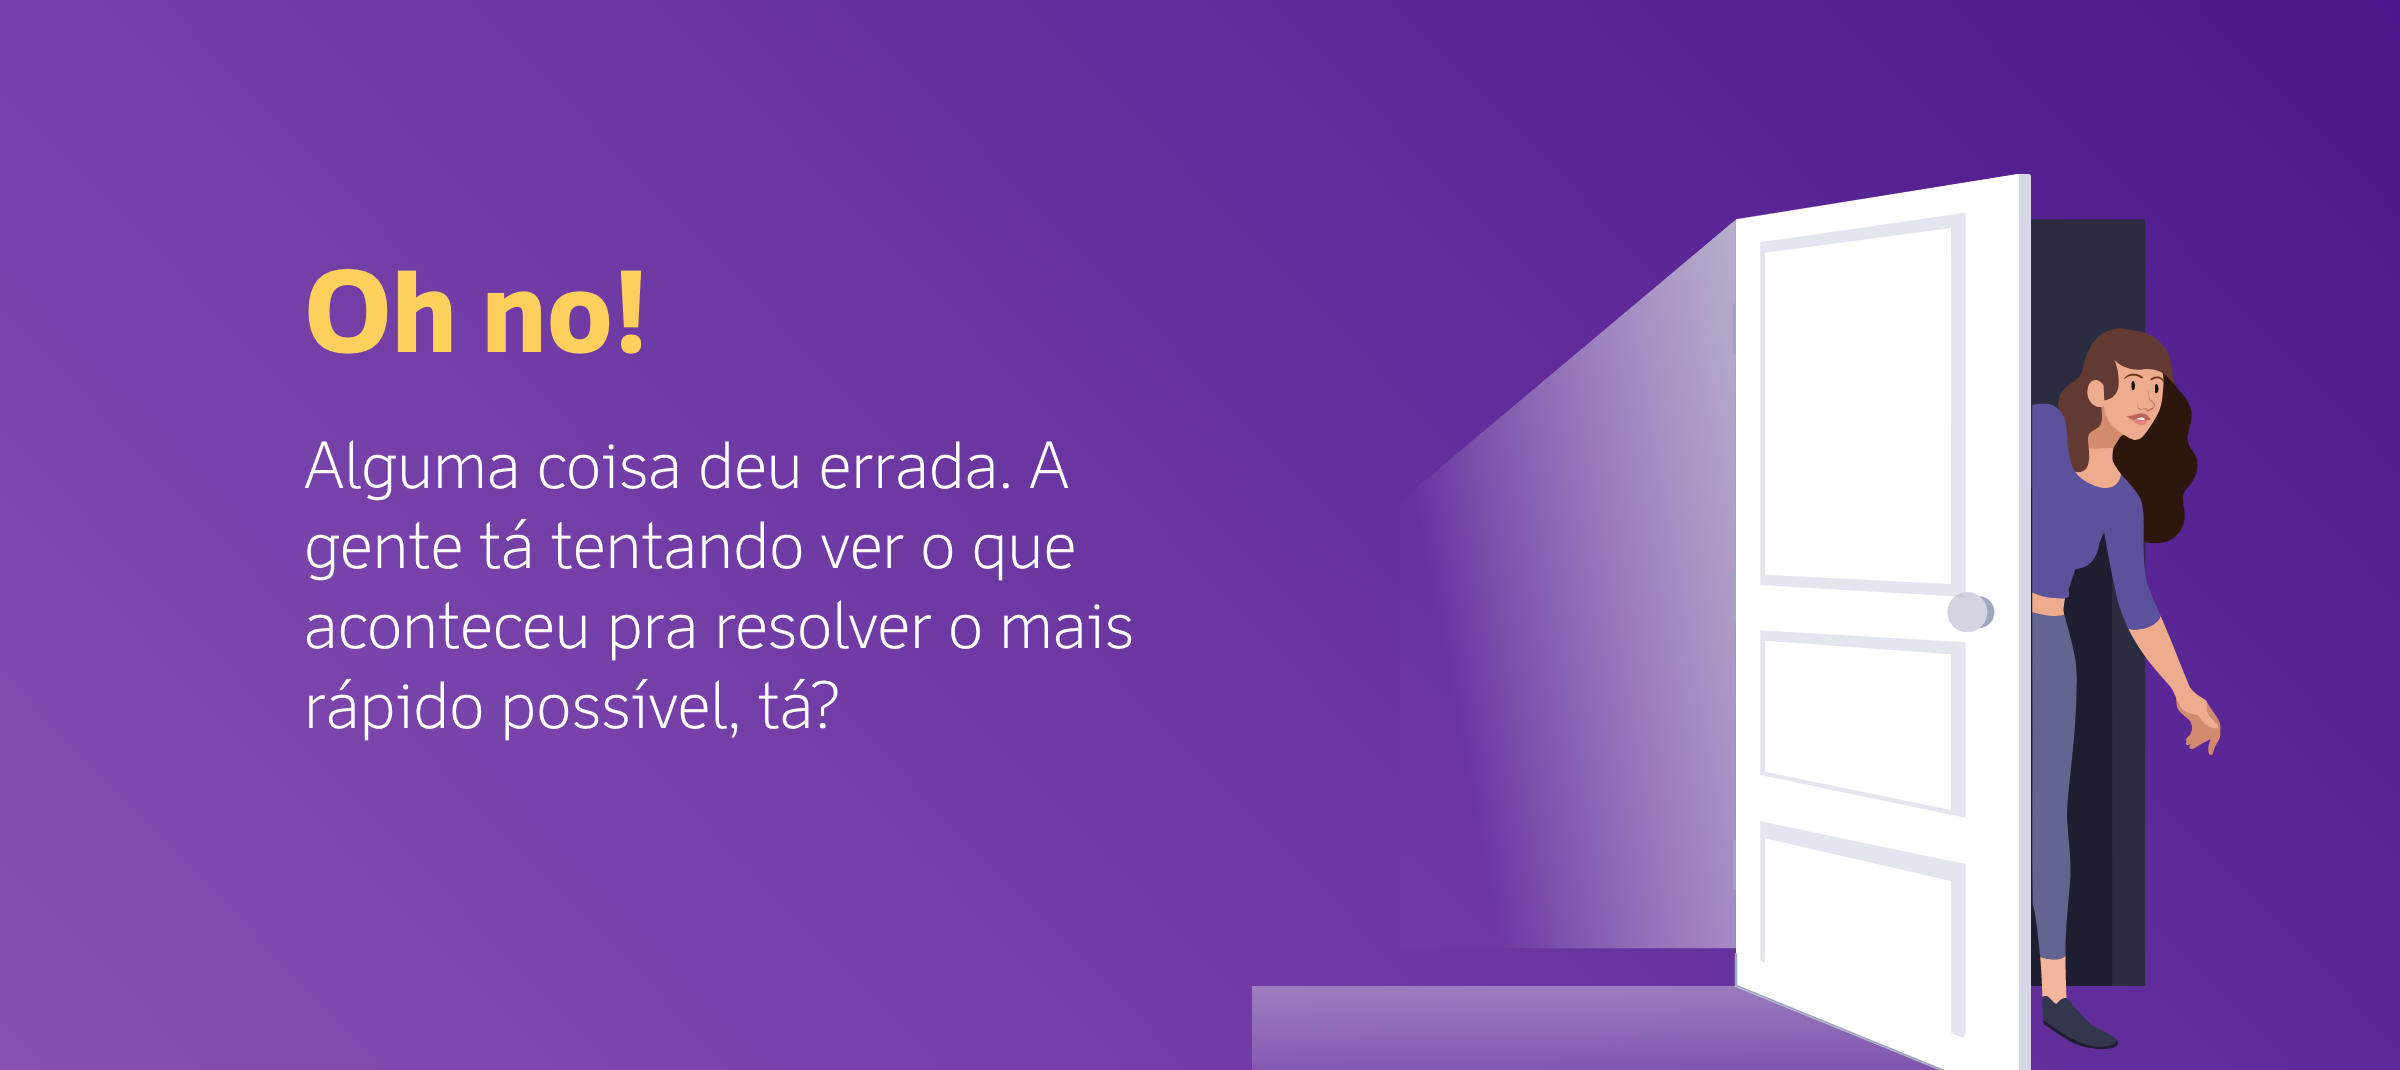 Oh no!
Alguma coisa deu errada. A
gente tá tentando ver o que
aconteceu pra resolver o mais
rápido possível, tá?